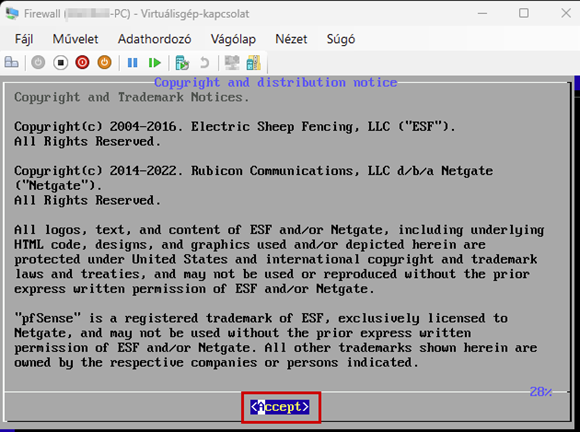 Firewall ( -PC) - Virtuálisgép-kapcsolat
Fájl Művelet Adathordozó Vágólap Nézet Súgó
Copyright and distribution notice
Copyright and Trademark Notices.
Copyright(c) 2004-2016. Electric Sheep Fencing, LLC ("ESF").
All Rights Reserved.
Copyright(c) 2014-2022. Rubicon Communications, LLC d/b/a Netgate
("Netgate").
All Rights Reserved.
All logos, text, and content of ESF and/or Netgate, including underlying
HTML code, designs, and graphics used and/or depicted herein are
protected under United States and international copyright and trademark
laws and treaties, and may not be used or reproduced without the prior
express written permission of ESF and/or Netgate.
"pfSense" is a registered trademark of ESF, exclusively licensed to
Netgate, and may not be used without the prior express written
permission of ESF and/or Netgate. All other trademarks shown herein are
owned by the respective companies or persons indicated.
28%
<Accept>